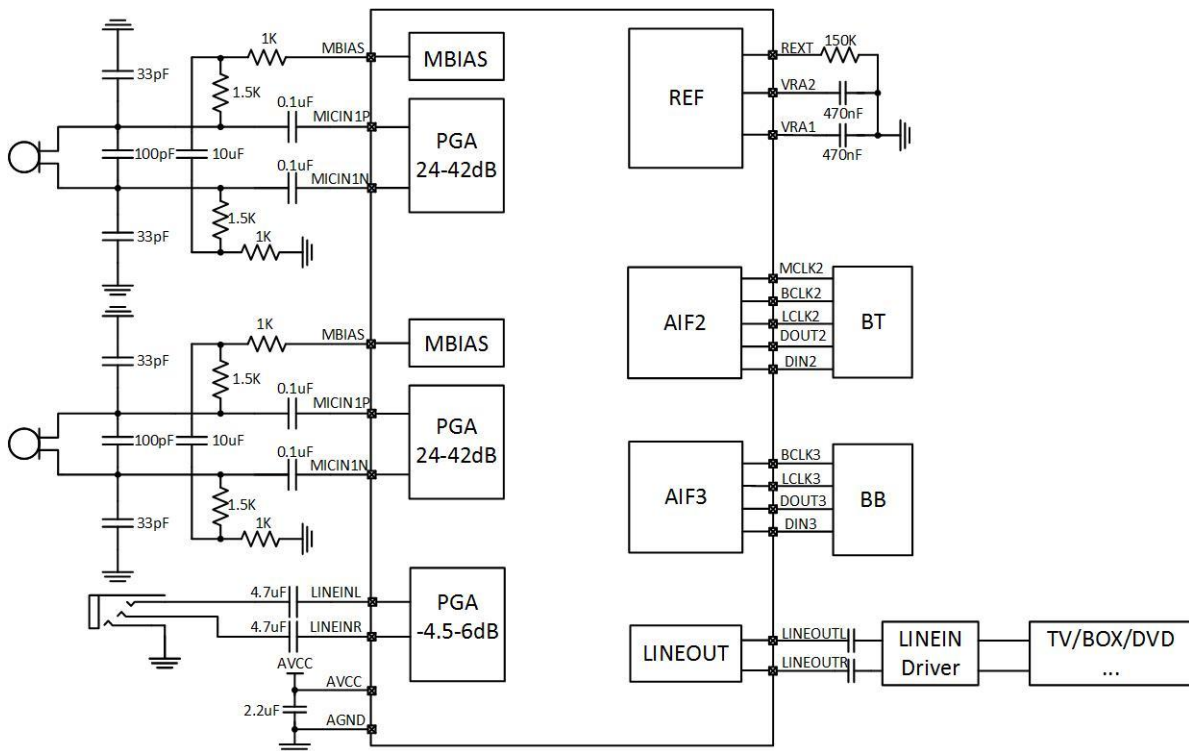 1K
MBIAS
MBIAS
33pF
1.5K
0.1uF
MICIN1P
PGA
24-42dB
100pF
10uF
0.1uF
MICIN1N
1.5K
1K
33pF
1K
MBIAS
MBIAS
33pF
1.5K
0.1uF
MICIN1P
PGA
24-42dB
100pF
10uF
0.1uF
MICIN1N
1.5K
1K
33pF
4.7uF
LINEINL
4.7uF
LINEINR
PGA
-4.5-6dB
AVCC
AVCC
2.2uF
AGND
REF
REXT
150K
VRA2
470nF
VRA1
470nF
AIF2
MCLK2
BCLK2
LCLK2
DOUT2
DIN2
BT
AIF3
BCLK3
LCLK3
DOUT3
DIN3
BB
LINEOUT
LINEOUTL
LINEOUTR
LINEIN
Driver
TV/BOX/DVD
...